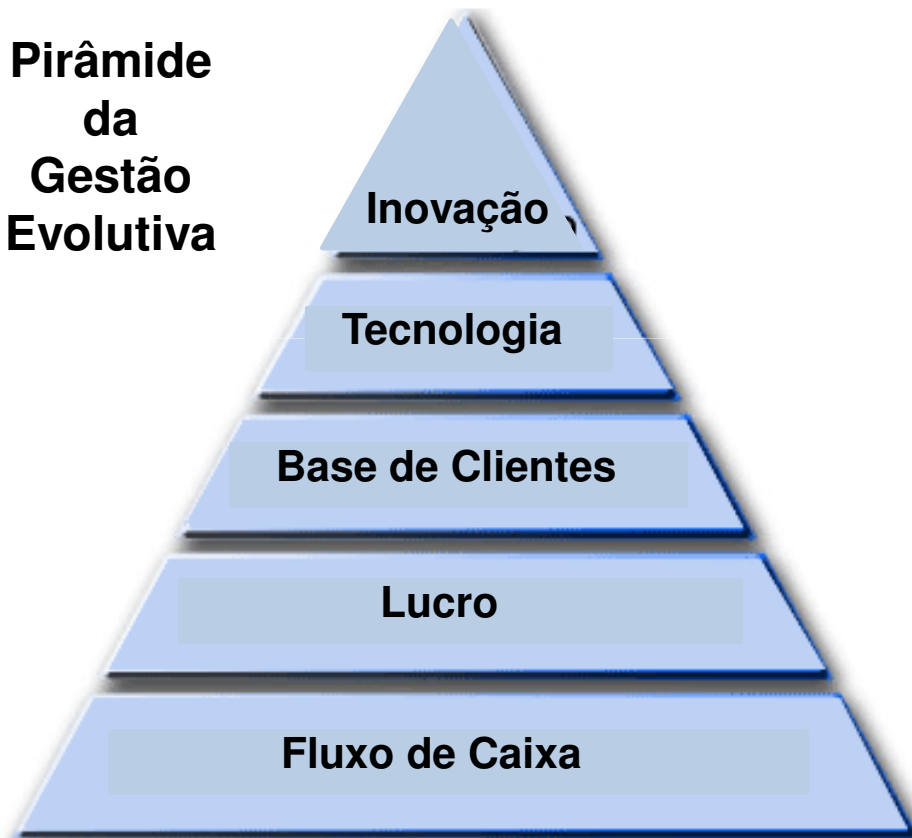 Pirâmide
da
Gestão
Evolutiva
Inovação
Tecnologia
Base de Clientes
Lucro
Fluxo de Caixa